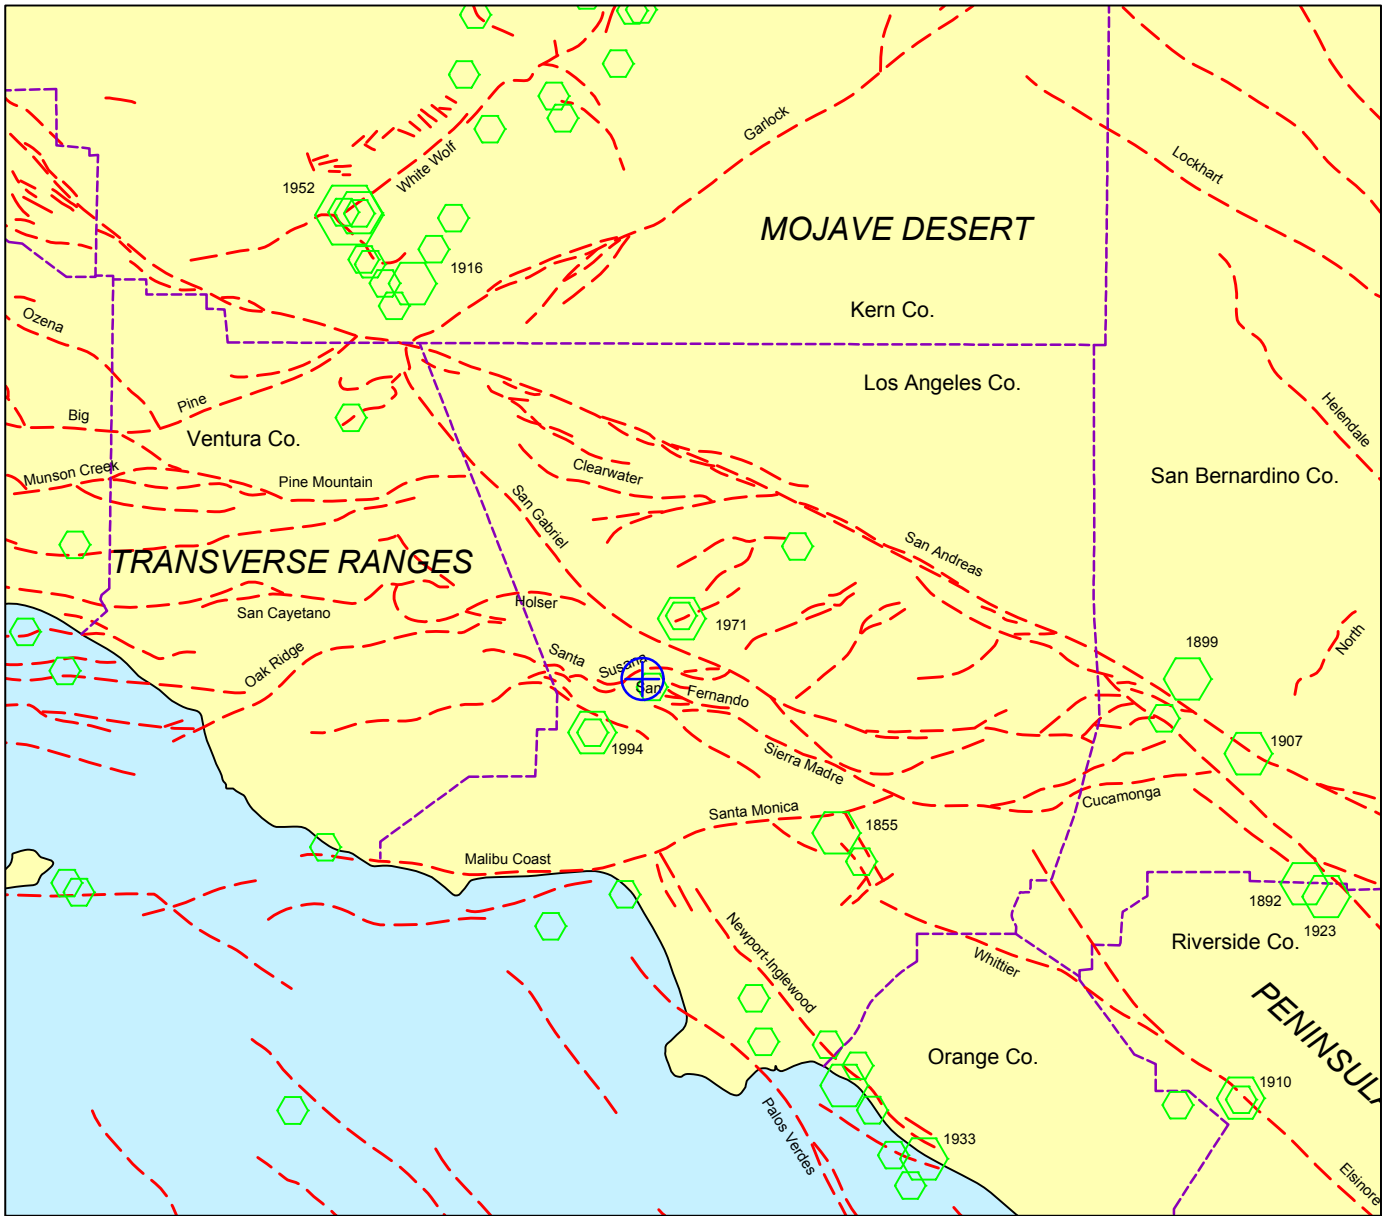 Garlock
Lockhart
White Wolf
1952
MOJAVE DESERT
1916
Kern Co.
Ozena
Los Angeles Co.
Pine
Big
Helendale
Ventura Co.
Munson Creek
Pine Mountain
Clearwater
San Bernardino Co.
San Gabriel
San Andreas
TRANSVERSE RANGES
Holser
San Cayetano
1971
North
1899
Oak Ridge
Santa
Susana
San
Fernando
1994
Sierra Madre
1907
Cucamonga
Santa Monica
1855
Malibu Coast
1892
1923
Newport-Inglewood
Whittier
Riverside Co.
PENINSULA
Orange Co.
1910
Palos Verdes
1933
Elsinore